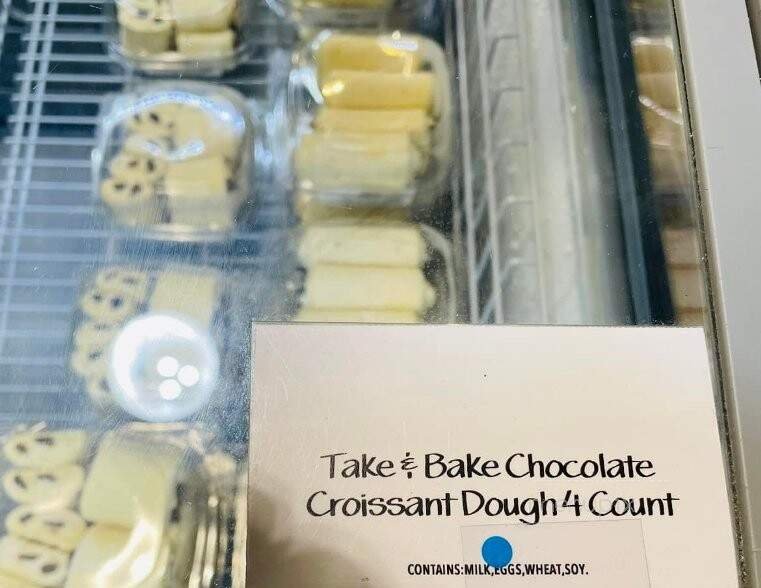 Take & Bake Chocolate
Croissant Dough 4 Count
CONTAINS:MILK,EGGS,WHEAT,SOY.